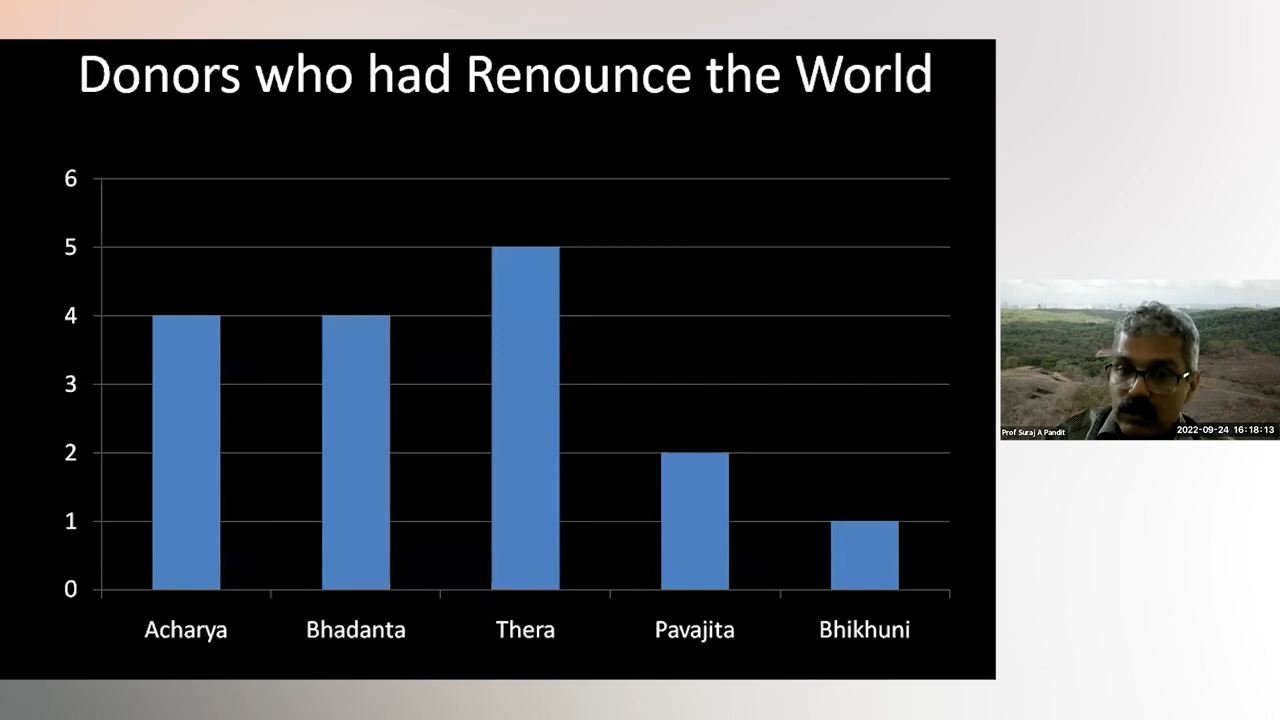 Donors who had Renounce the World
6
5
4
3
2
1
0
Acharya Bhadanta Thera Pavajita Bhikhuni
Prof Suraj A Pandit
2022-09-24 16:18:13